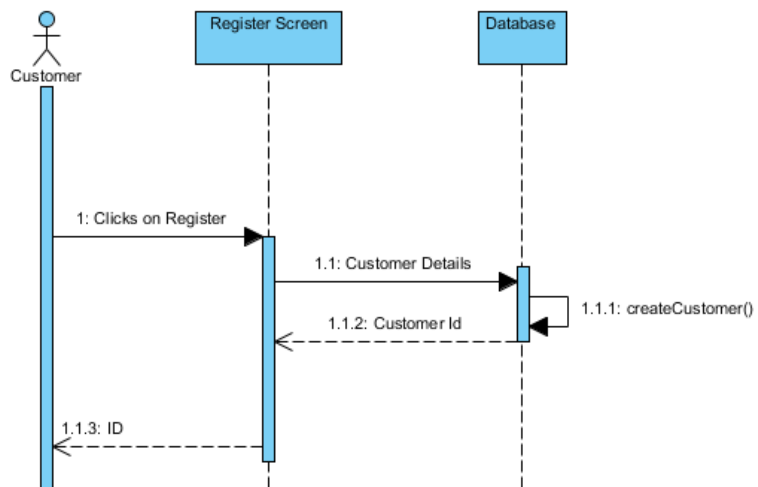 Register Screen
Database
Customer
1: Clicks on Register
1.1: Customer Details
1.1.1: createCustomer()
1.1.2: Customer Id
1.1.3: ID